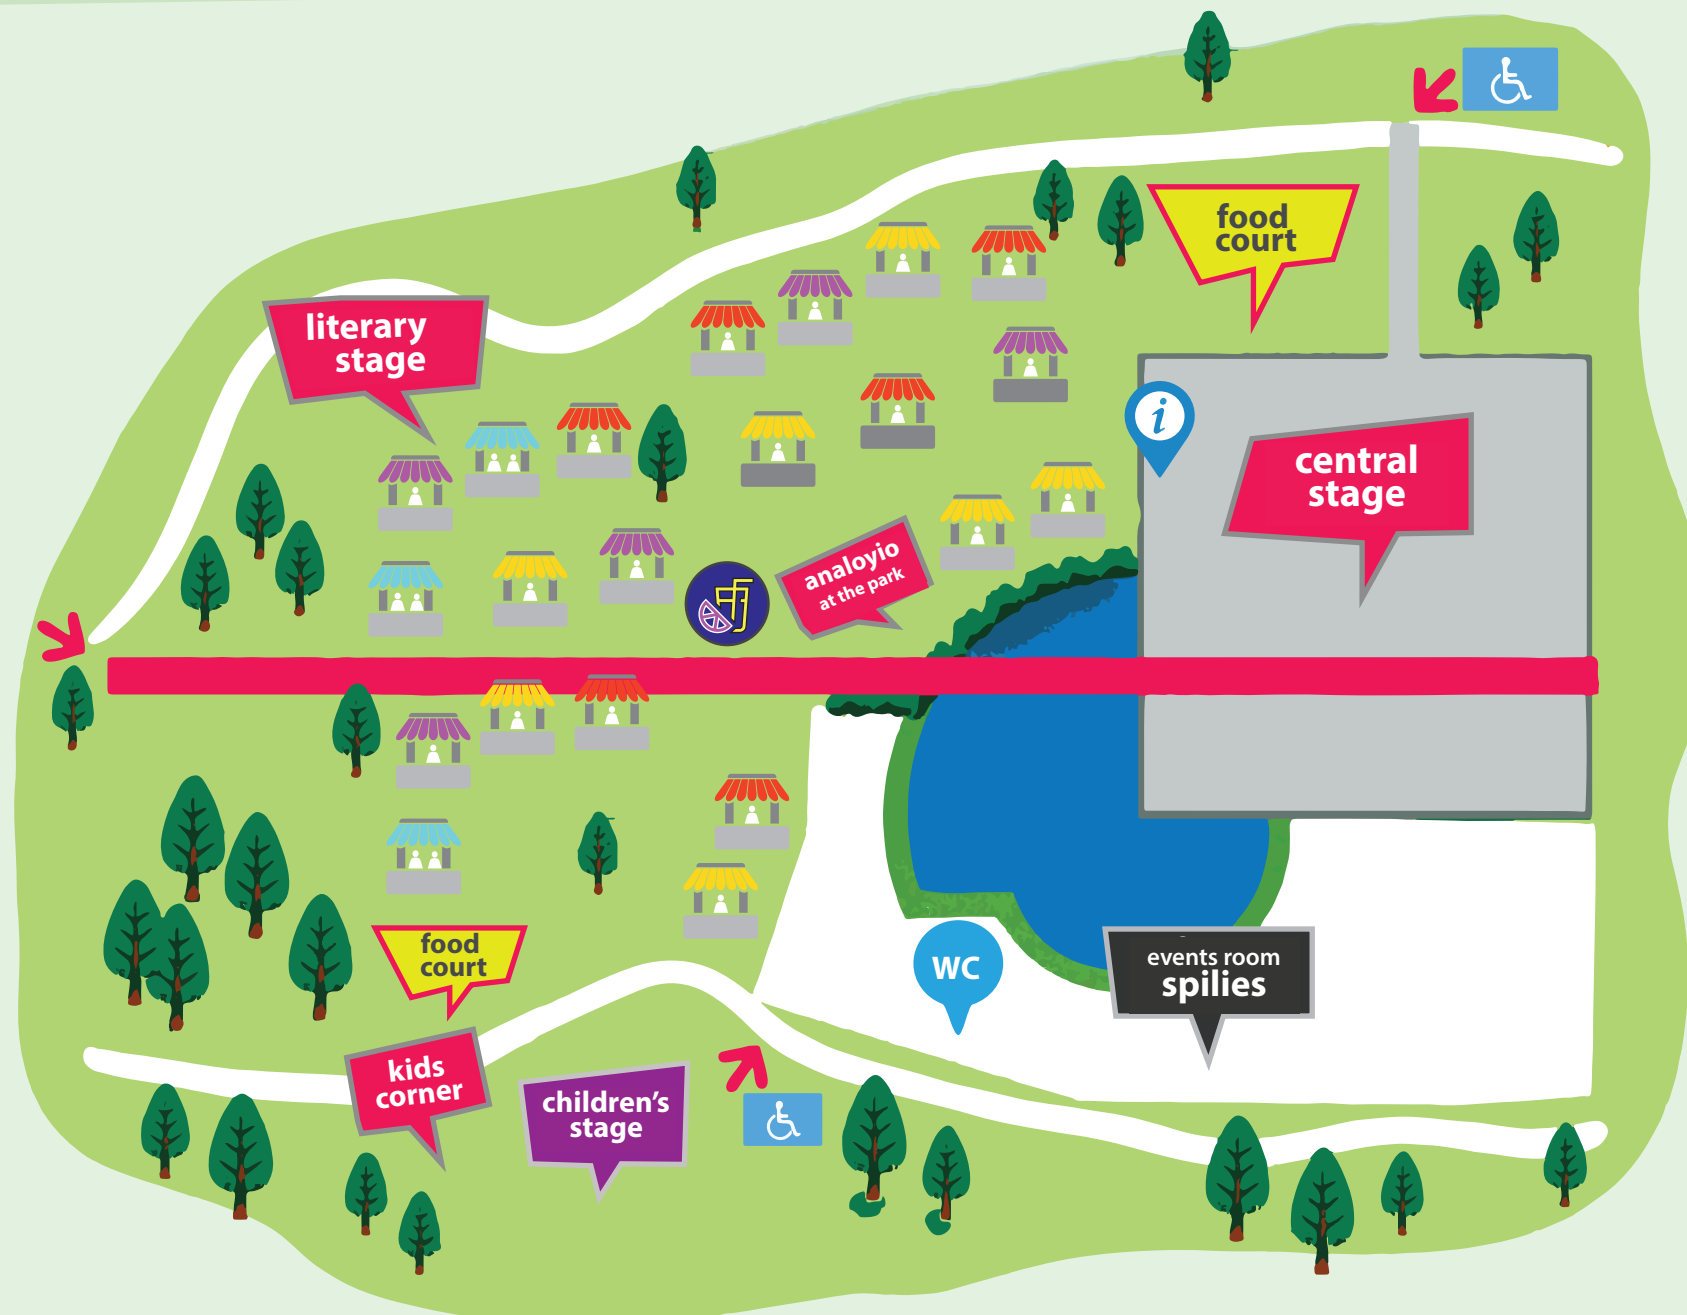 food
court
literary
stage
i
central
stage
analoyio
at the park
food
court
WC
events room
spilies
kids
corner
children's
stage